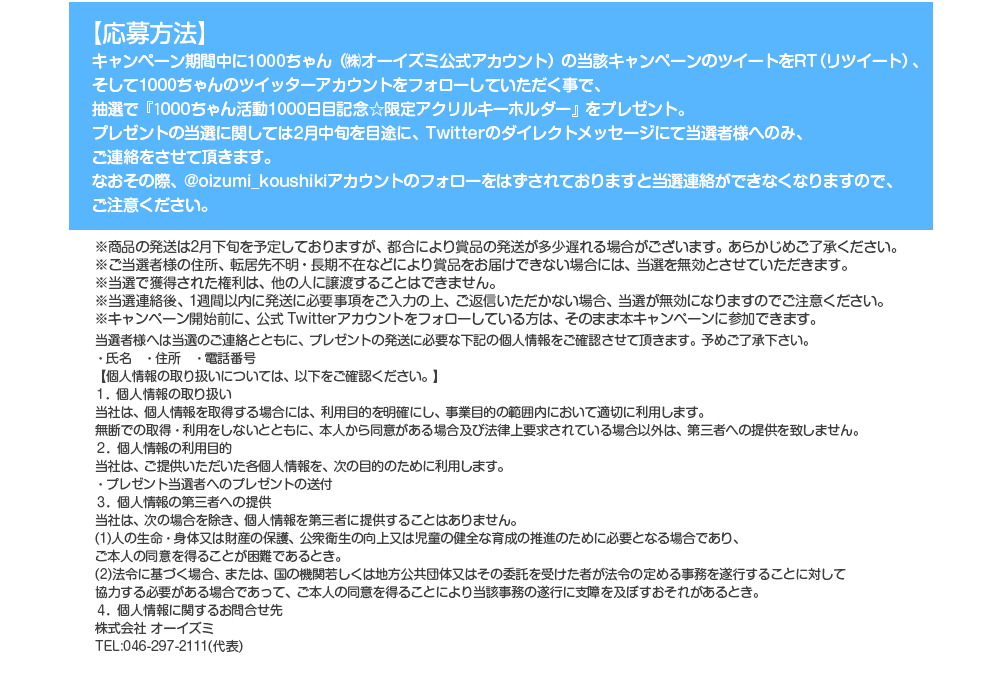 【応募方法】
キャンペーン期間中に1000ちゃん（㈱オーイズミ公式アカウント）の当該キャンペーンのツイートをRT（リツイート）、
そして1000ちゃんのツイッターアカウントをフォローしていただく事で、
抽選で『1000ちゃん活動1000日目記念☆限定アクリルキーホルダー』をプレゼント。
プレゼントの当選に関しては2月中旬を目途に、Twitterのダイレクトメッセージにて当選者様へのみ、
ご連絡をさせて頂きます。
なおその際、@oizumi_koushikiアカウントのフォローをはずされておりますと当選連絡ができなくなりますので、
ご注意ください。
※商品の発送は2月下旬を予定しておりますが、都合により賞品の発送が多少遅れる場合がございます。あらかじめご了承ください。
※ご当選者様の住所、転居先不明・長期不在などにより賞品をお届けできない場合には、当選を無効とさせていただきます。
※当選で獲得された権利は、他の人に譲渡することはできません。
※当選連絡後、1週間以内に発送に必要事項をご入力の上、ご返信いただかない場合、当選が無効になりますのでご注意ください。
※キャンペーン開始前に、公式 Twitterアカウントをフォローしている方は、そのまま本キャンペーンに参加できます。
当選者様へは当選のご連絡とともに、プレゼントの発送に必要な下記の個人情報をご確認させて頂きます。予めご了承下さい。
・氏名　・住所　・電話番号
【個人情報の取り扱いについては、以下をご確認ください。】
1．個人情報の取り扱い
当社は、個人情報を取得する場合には、利用目的を明確にし、事業目的の範囲内において適切に利用します。
無断での取得・利用をしないとともに、本人から同意がある場合及び法律上要求されている場合以外は、第三者への提供を致しません。
2．個人情報の利用目的
当社は、ご提供いただいた各個人情報を、次の目的のために利用します。
・プレゼント当選者へのプレゼントの送付
3．個人情報の第三者への提供
当社は、次の場合を除き、個人情報を第三者に提供することはありません。
(1)人の生命・身体又は財産の保護、公衆衛生の向上又は児童の健全な育成の推進のために必要となる場合であり、
ご本人の同意を得ることが困難であるとき。
(2)法令に基づく場合、または、国の機関若しくは地方公共団体又はその委託を受けた者が法令の定める事務を遂行することに対して
協力する必要がある場合であって、ご本人の同意を得ることにより当該事務の遂行に支障を及ぼすおそれがあるとき。
4．個人情報に関するお問合せ先
株式会社 オーイズミ
TEL:046-297-2111(代表)